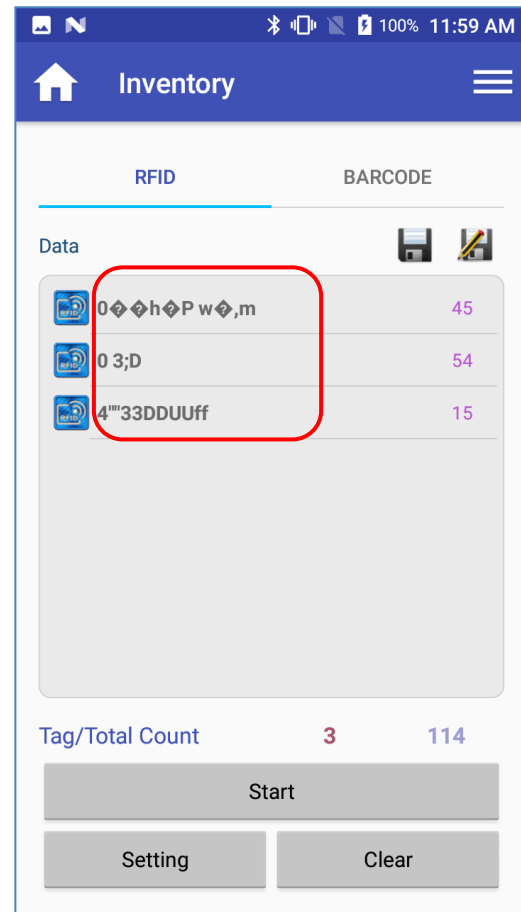 100% 11:59 AM
Inventory
RFID BARCODE
Data
RFID 0��h�P w�,m 45
RFID 0 3;D 54
RFID 4""33DDUUff 15
Tag/Total Count 3 114
Start
Setting Clear